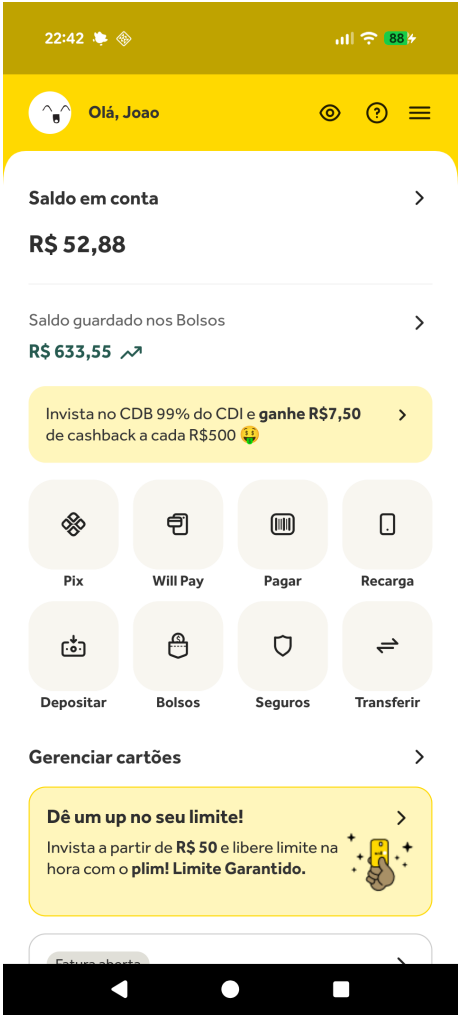 22:42
88
Olá, Joao
Saldo em conta
R$ 52,88
Saldo guardado nos Bolsos
R$ 633,55
Invista no CDB 99% do CDI e ganhe R$7,50
de cashback a cada R$500 🤑
Pix
Will Pay
Pagar
Recarga
Depositar
Bolsos
Seguros
Transferir
Gerenciar cartões
Dê um up no seu limite!
Invista a partir de R$ 50 e libere limite na
hora com o plim! Limite Garantido.
Fatura aberta